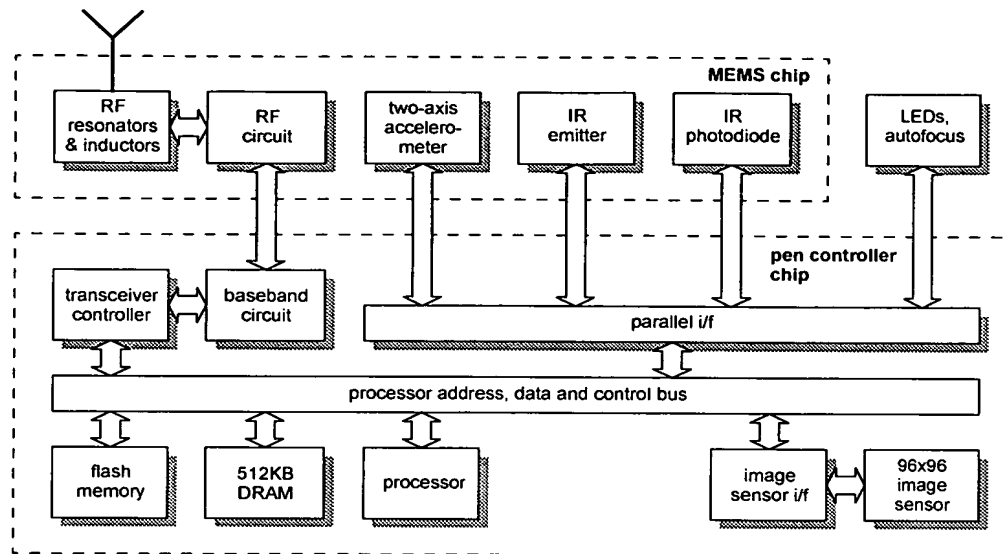 MEMS chip
RF
resonators
& inductors
RF
circuit
two-axis
accelero-
meter
IR
emitter
IR
photodiode
LEDs,
autofocus
pen controller
chip
transceiver
controller
baseband
circuit
parallel i/f
processor address, data and control bus
flash
memory
512KB
DRAM
processor
image
sensor i/f
96x96
image
sensor